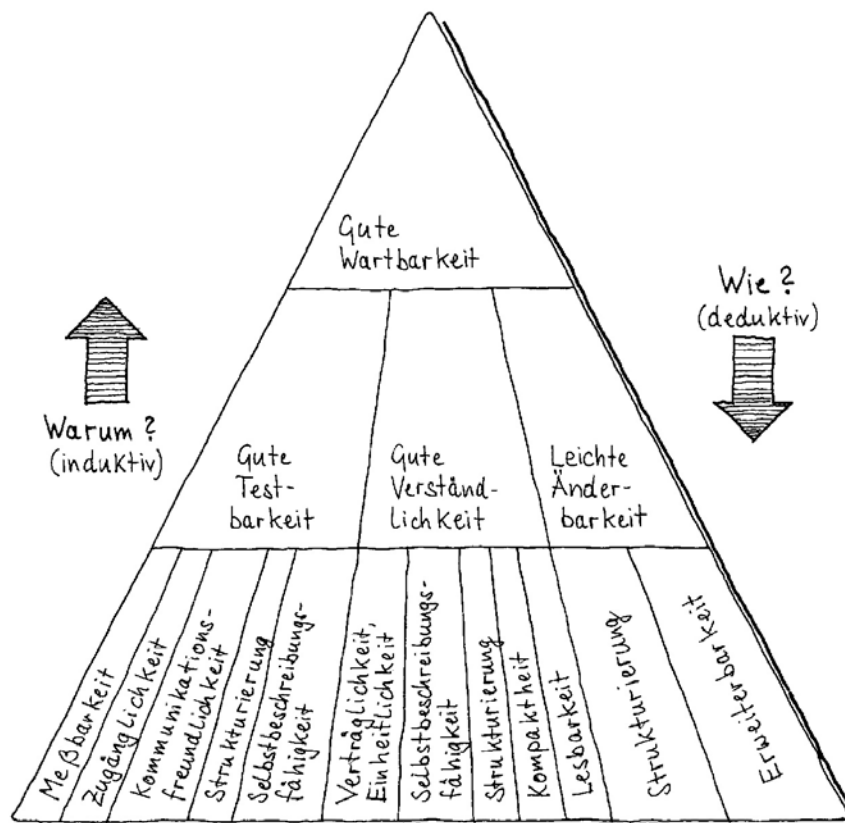 Gute
Wartbarkeit
Wie?
(deduktiv)
Warum?
(induktiv)
Gute
Test-
barkeit
Gute
Verständ-
lichkeit
Leichte
Änder-
barkeit
Meßbarkeit
Zugänglichkeit
Kommunikations-
freundlichkeit
Strukturierung
Selbstbeschreibungs-
fähigkeit
Verträglichkeit,
Einheitlichkeit
Selbstbeschreibungs-
fähigkeit
Strukturierung
Kompaktheit
Lesbarkeit
Strukturierung
Erweiterbarkeit